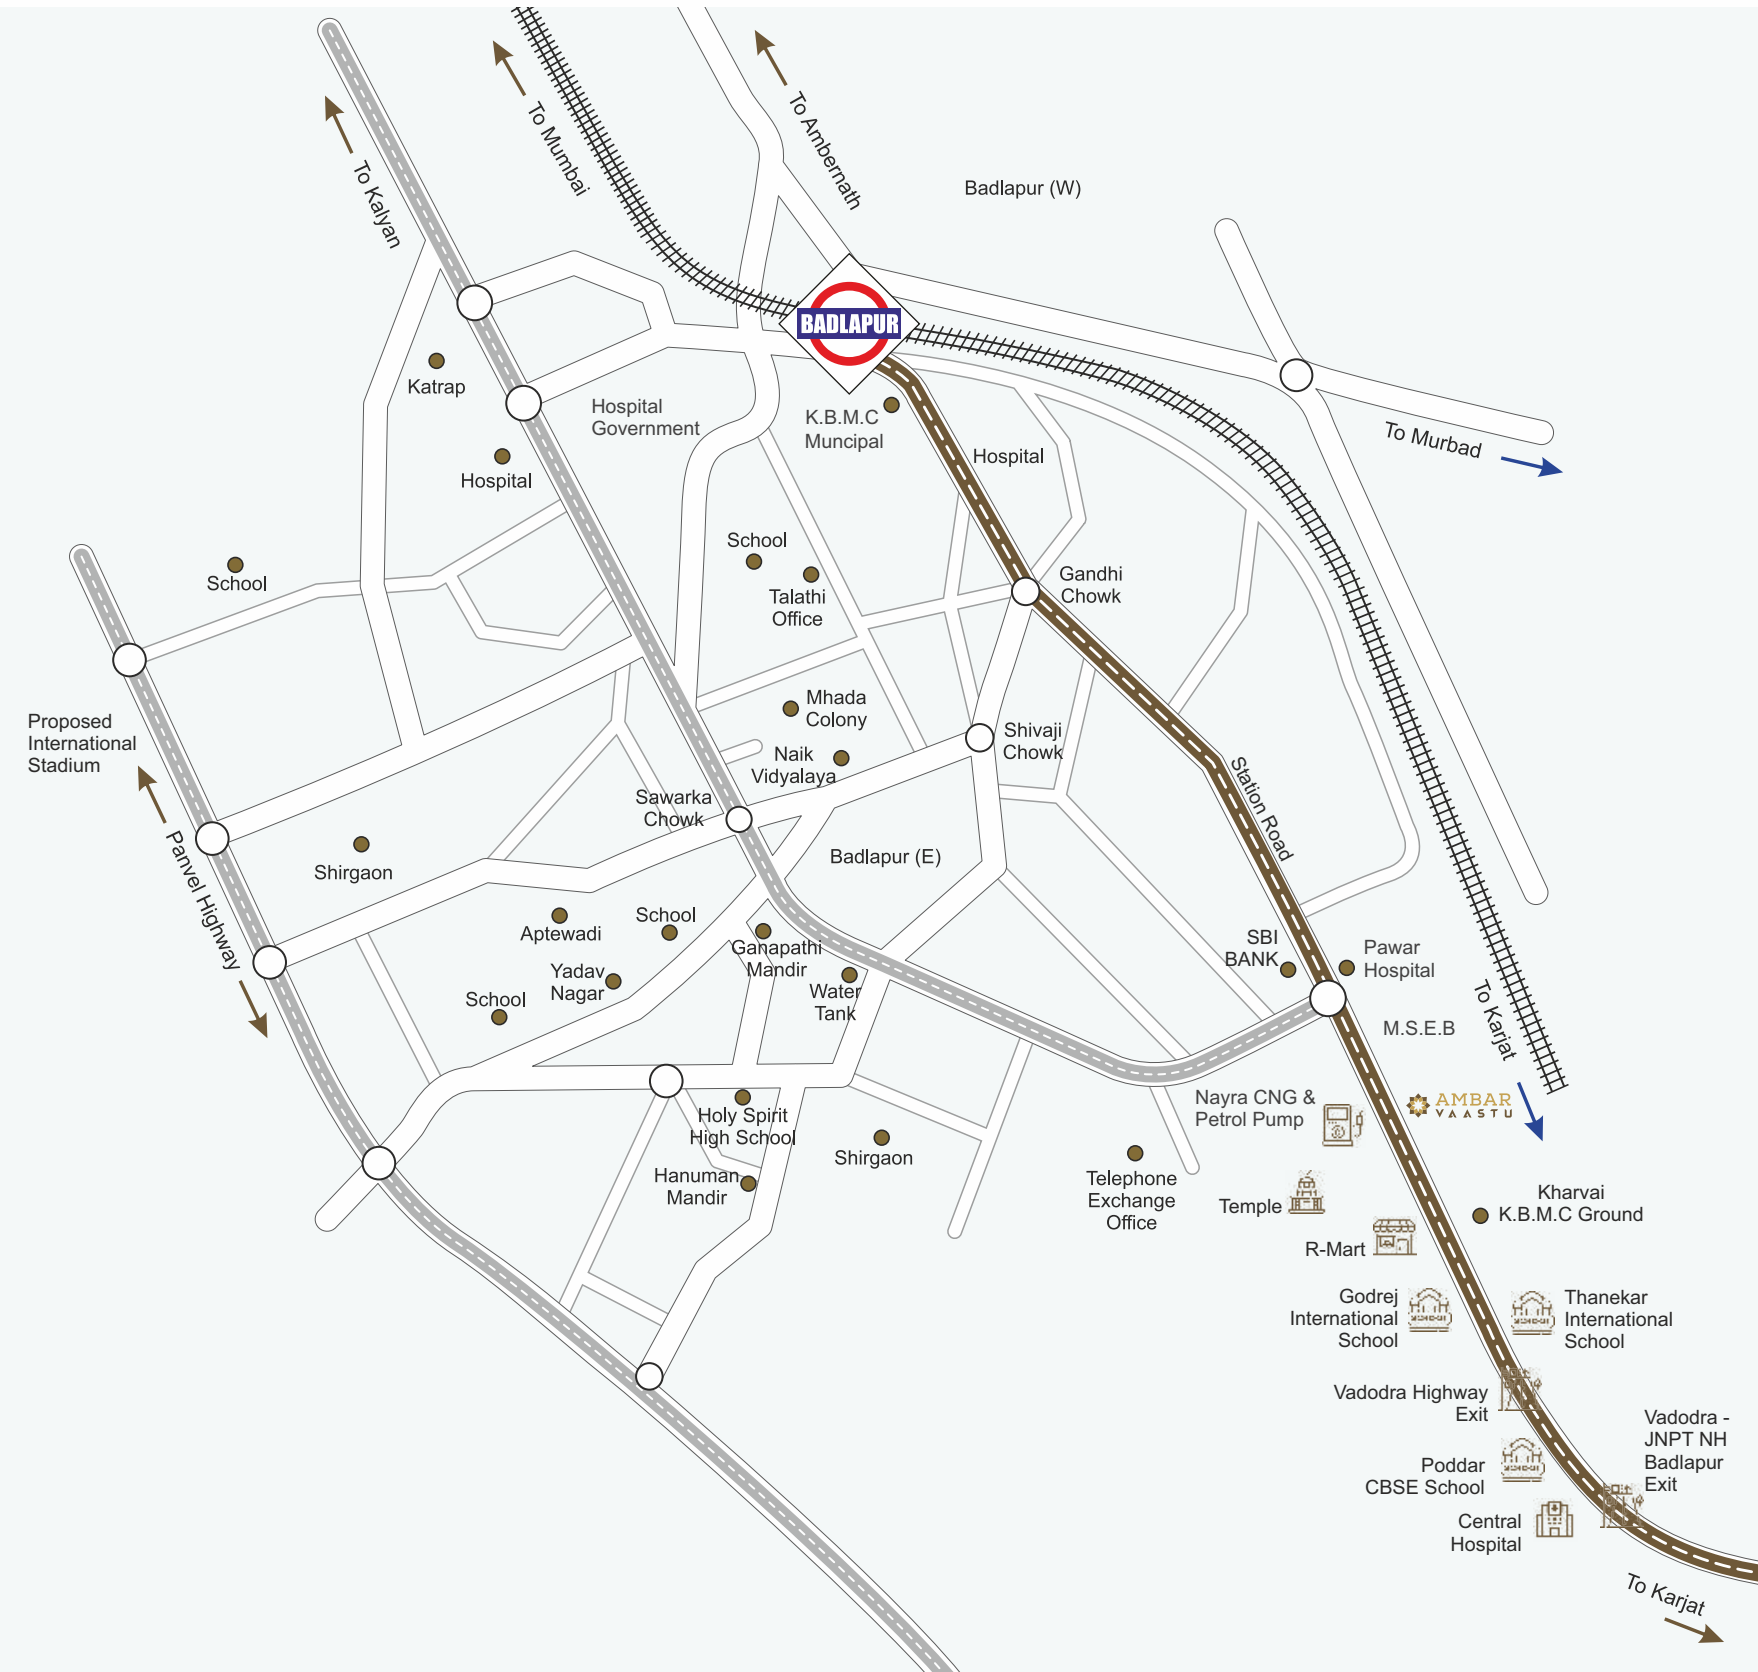 To Kalyan
To Mumbai
To Ambernath
Badlapur (W)
BADLAPUR
Katrap
Hospital
Government
K.B.M.C
Muncipal
To Murbad
Hospital
Hospital
School
School
Talathi
Office
Gandhi
Chowk
Proposed
International
Stadium
Mhada
Colony
Naik
Vidyalaya
Shivaji
Chowk
Station Road
Sawarka
Chowk
Badlapur (E)
Shirgaon
Panvel Highway
Aptewadi
School
Ganapathi
Mandir
Yadav
Nagar
School
Water
Tank
SBI
BANK
Pawar
Hospital
To Karjat
M.S.E.B
Holy Spirit
High School
Hanuman
Mandir
Shirgaon
Nayra CNG &
Petrol Pump
AMBAR
VAASTU
Telephone
Exchange
Office
Temple
Kharvai
K.B.M.C Ground
R-Mart
Godrej
International
School
Thanekar
International
School
Vadodra Highway
Exit
Vadodra -
JNPT NH
Badlapur
Exit
Poddar
CBSE School
Central
Hospital
To Karjat